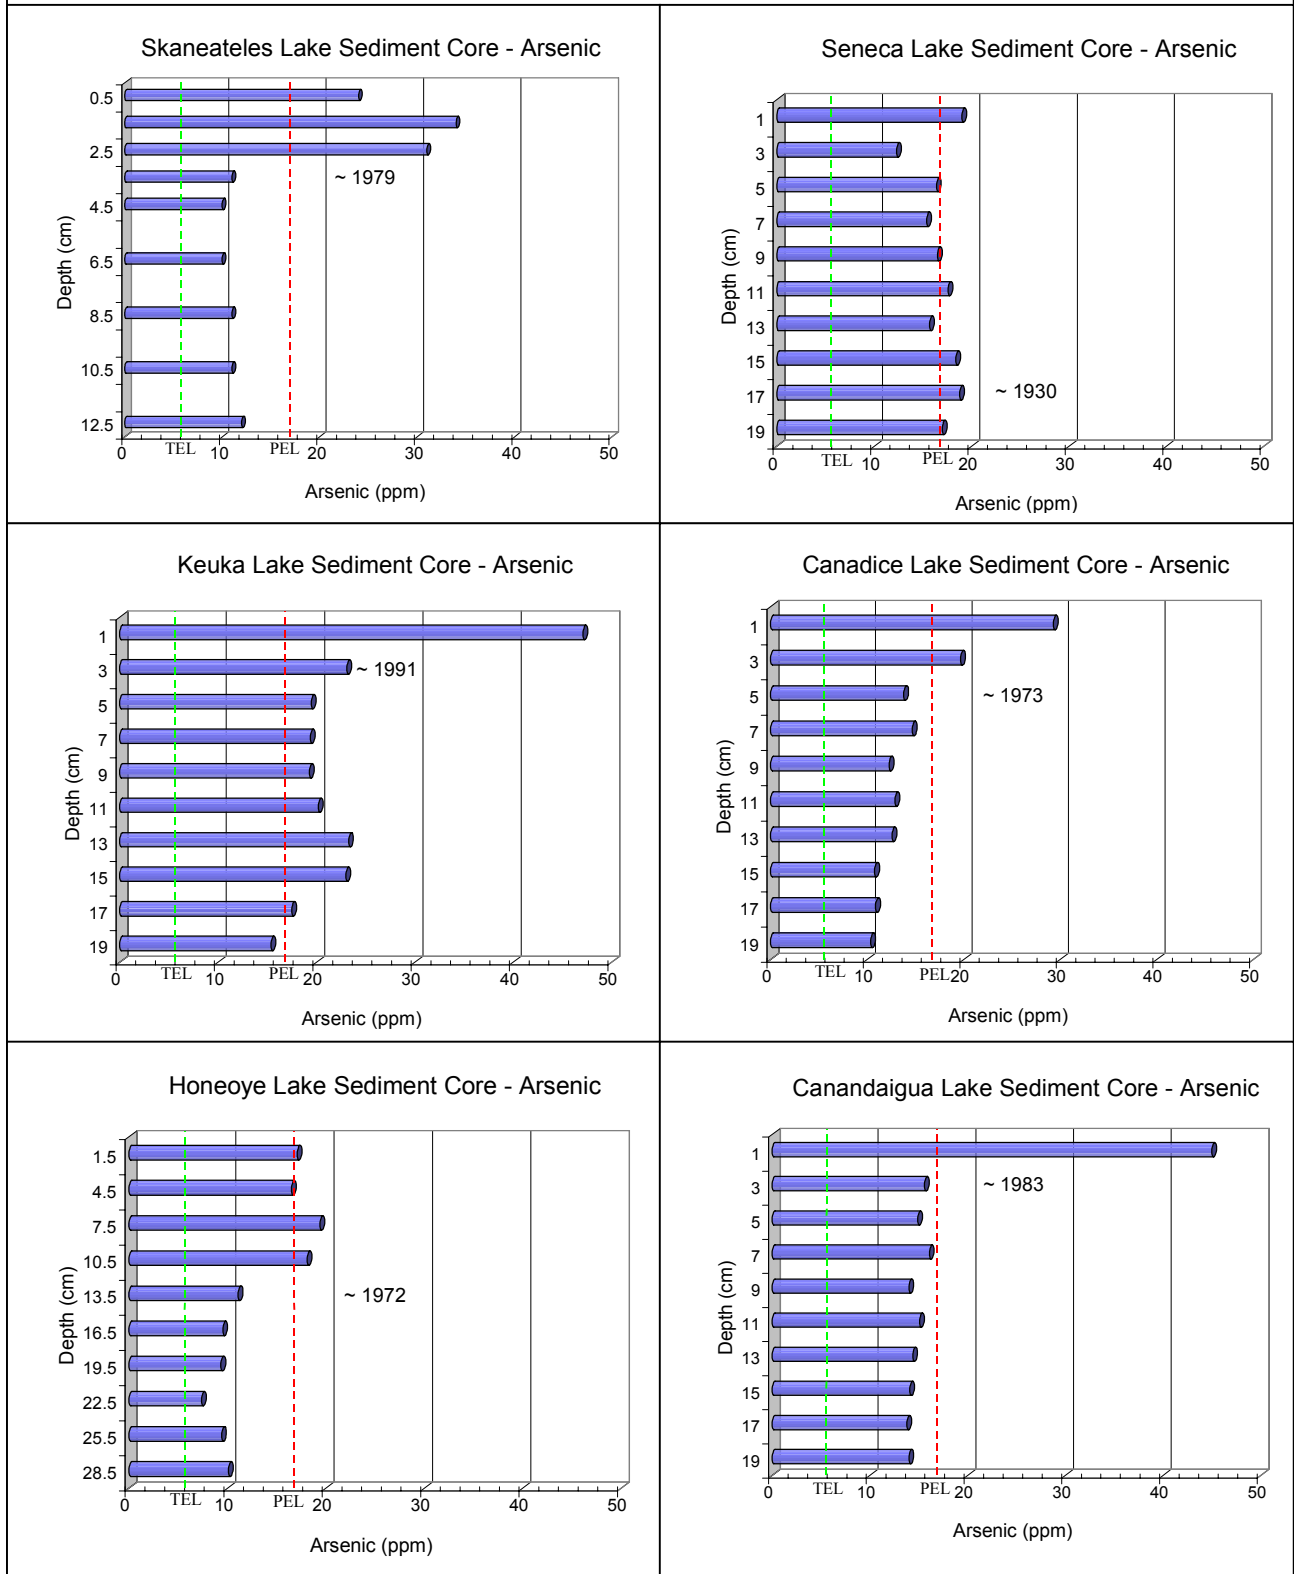 Skaneateles Lake Sediment Core - Arsenic
Depth (cm)
0.5
2.5
~ 1979
4.5
6.5
8.5
10.5
12.5
0 TEL 10 PEL 20 30 40 50
Arsenic (ppm)
Seneca Lake Sediment Core - Arsenic
Depth (cm)
1
3
5
7
9
11
13
15
17 ~ 1930
19
0 TEL 10 PEL 20 30 40 50
Arsenic (ppm)
Keuka Lake Sediment Core - Arsenic
Depth (cm)
1
3 ~ 1991
5
7
9
11
13
15
17
19
0 TEL 10 PEL 20 30 40 50
Arsenic (ppm)
Canadice Lake Sediment Core - Arsenic
Depth (cm)
1
3
5 ~ 1973
7
9
11
13
15
17
19
0 TEL 10 PEL 20 30 40 50
Arsenic (ppm)
Honeoye Lake Sediment Core - Arsenic
Depth (cm)
1.5
4.5
7.5
10.5
13.5 ~ 1972
16.5
19.5
22.5
25.5
28.5
0 TEL 10 PEL 20 30 40 50
Arsenic (ppm)
Canandaigua Lake Sediment Core - Arsenic
Depth (cm)
1
3 ~ 1983
5
7
9
11
13
15
17
19
0 TEL 10 PEL 20 30 40 50
Arsenic (ppm)